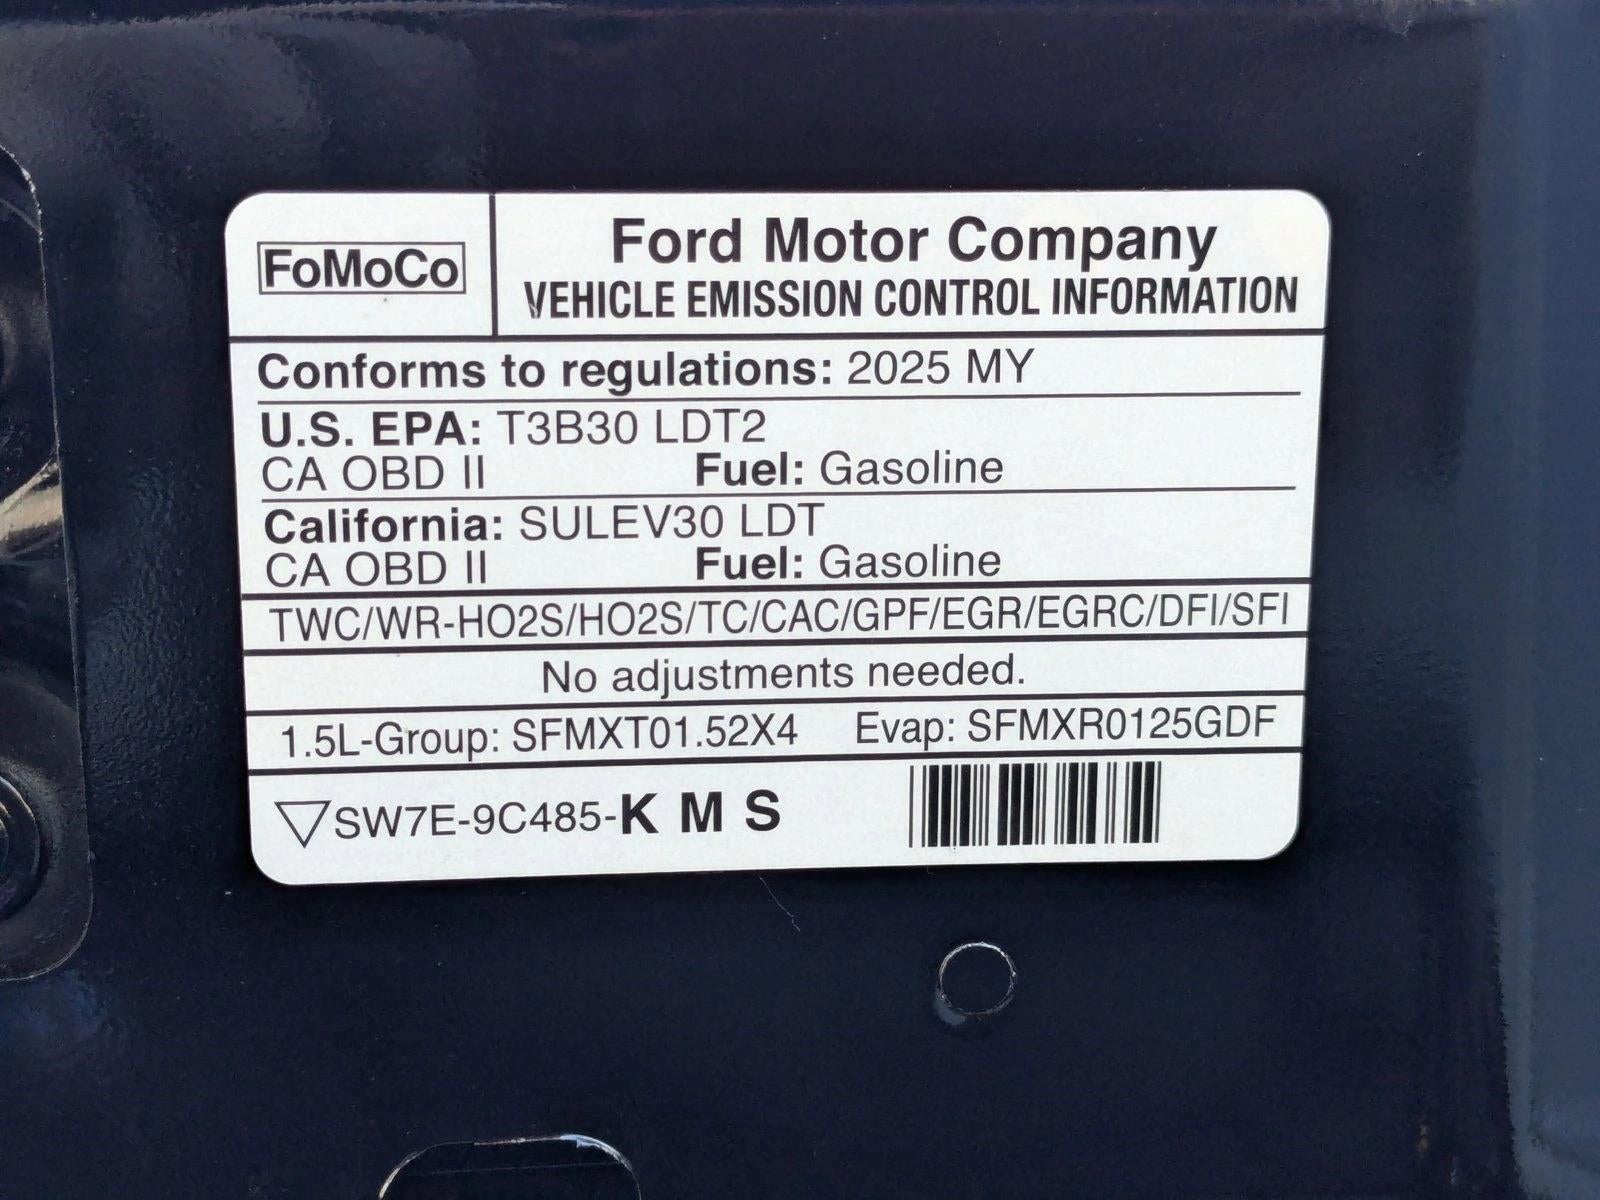 FoMoCo
Ford Motor Company
VEHICLE EMISSION CONTROL INFORMATION
Conforms to regulations: 2025 MY
U.S. EPA: T3B30 LDT2
CA OBD II Fuel: Gasoline
California: SULEV30 LDT
CA OBD II Fuel: Gasoline
TWC/WR-HO2S/HO2S/TC/CAC/GPF/EGR/EGRC/DFI/SFI
No adjustments needed.
1.5L-Group: SFMXT01.52X4 Evap: SFMXR0125GDF
SW7E-9C485-K M S